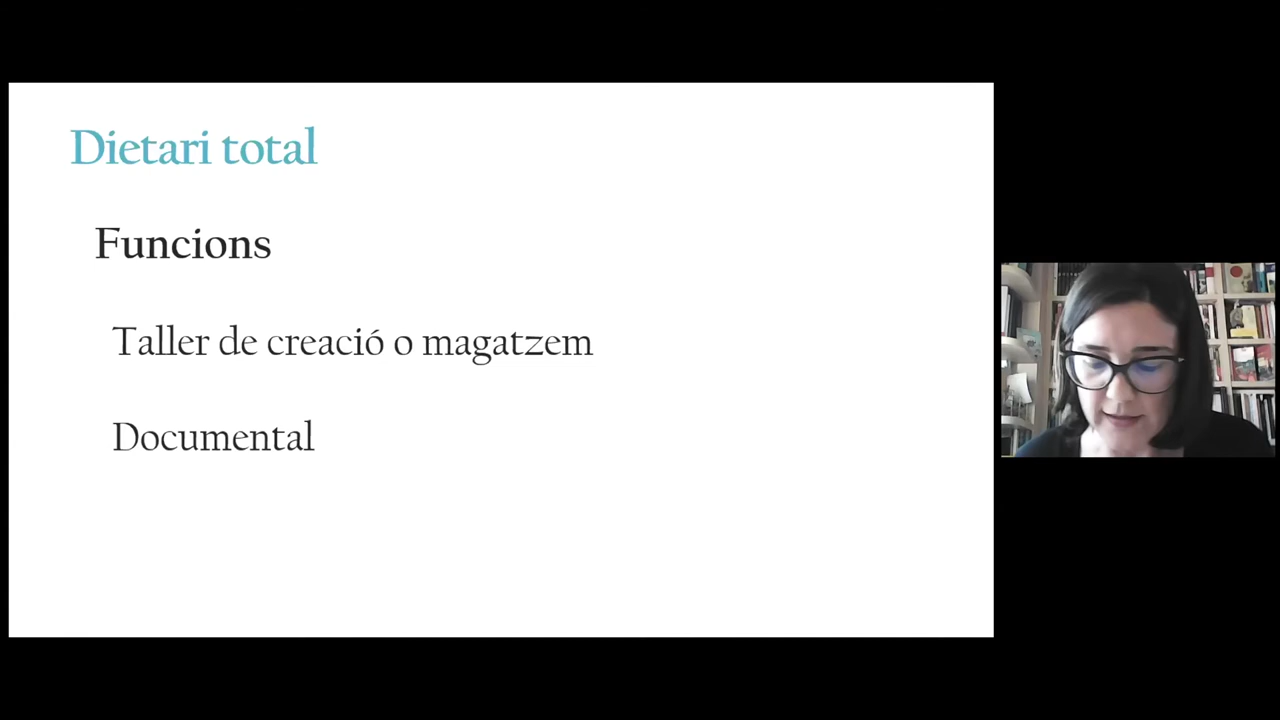 Dietari total
Funcions
Taller de creació o magatzem
Documental